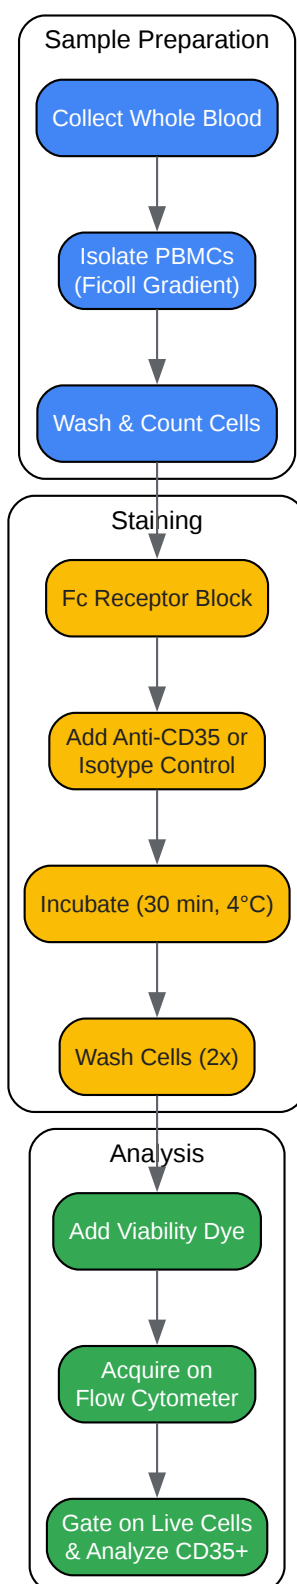 Sample Preparation
Collect Whole Blood
Isolate PBMCs
(Ficoll Gradient)
Wash & Count Cells
Staining
Fc Receptor Block
Add Anti-CD35 or
Isotype Control
Incubate (30 min, 4°C)
Wash Cells (2x)
Analysis
Add Viability Dye
Acquire on
Flow Cytometer
Gate on Live Cells
& Analyze CD35+